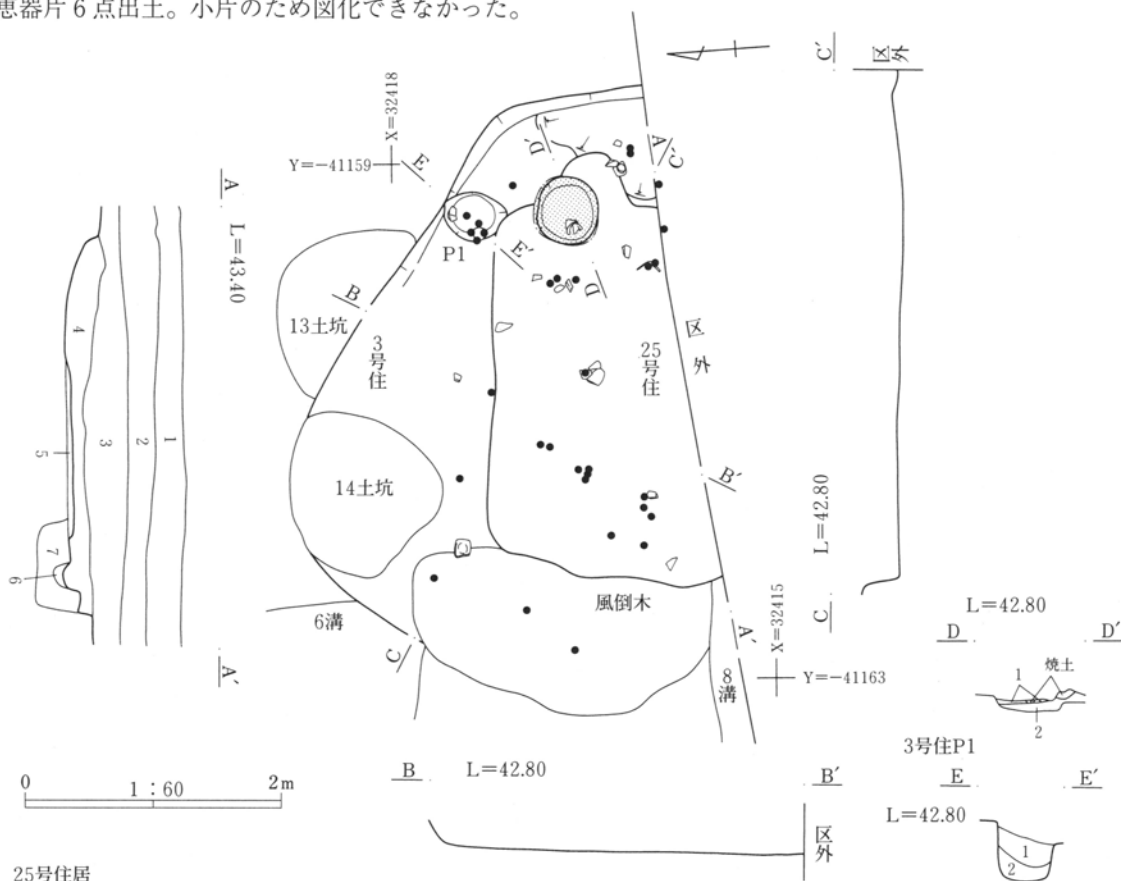 恵器片6点出土。小片のため図化できなかった。
C′
区外
X=32418
Y=−41159
E
D′
A
C′
A
L=43.40
P1
E′
D
B
13土坑
3号住
区外
25号住
4
3
2
1
5
7
6
14土坑
B′
L=42.80
C
風倒木
6溝
C
A′
X=32415
8溝
Y=−41163
A′
L=42.80
D
D′
1
焼土
2
3号住P1
E
E′
L=42.80
1
2
B
L=42.80
B′
区外
0
1:60
2m
25号住居